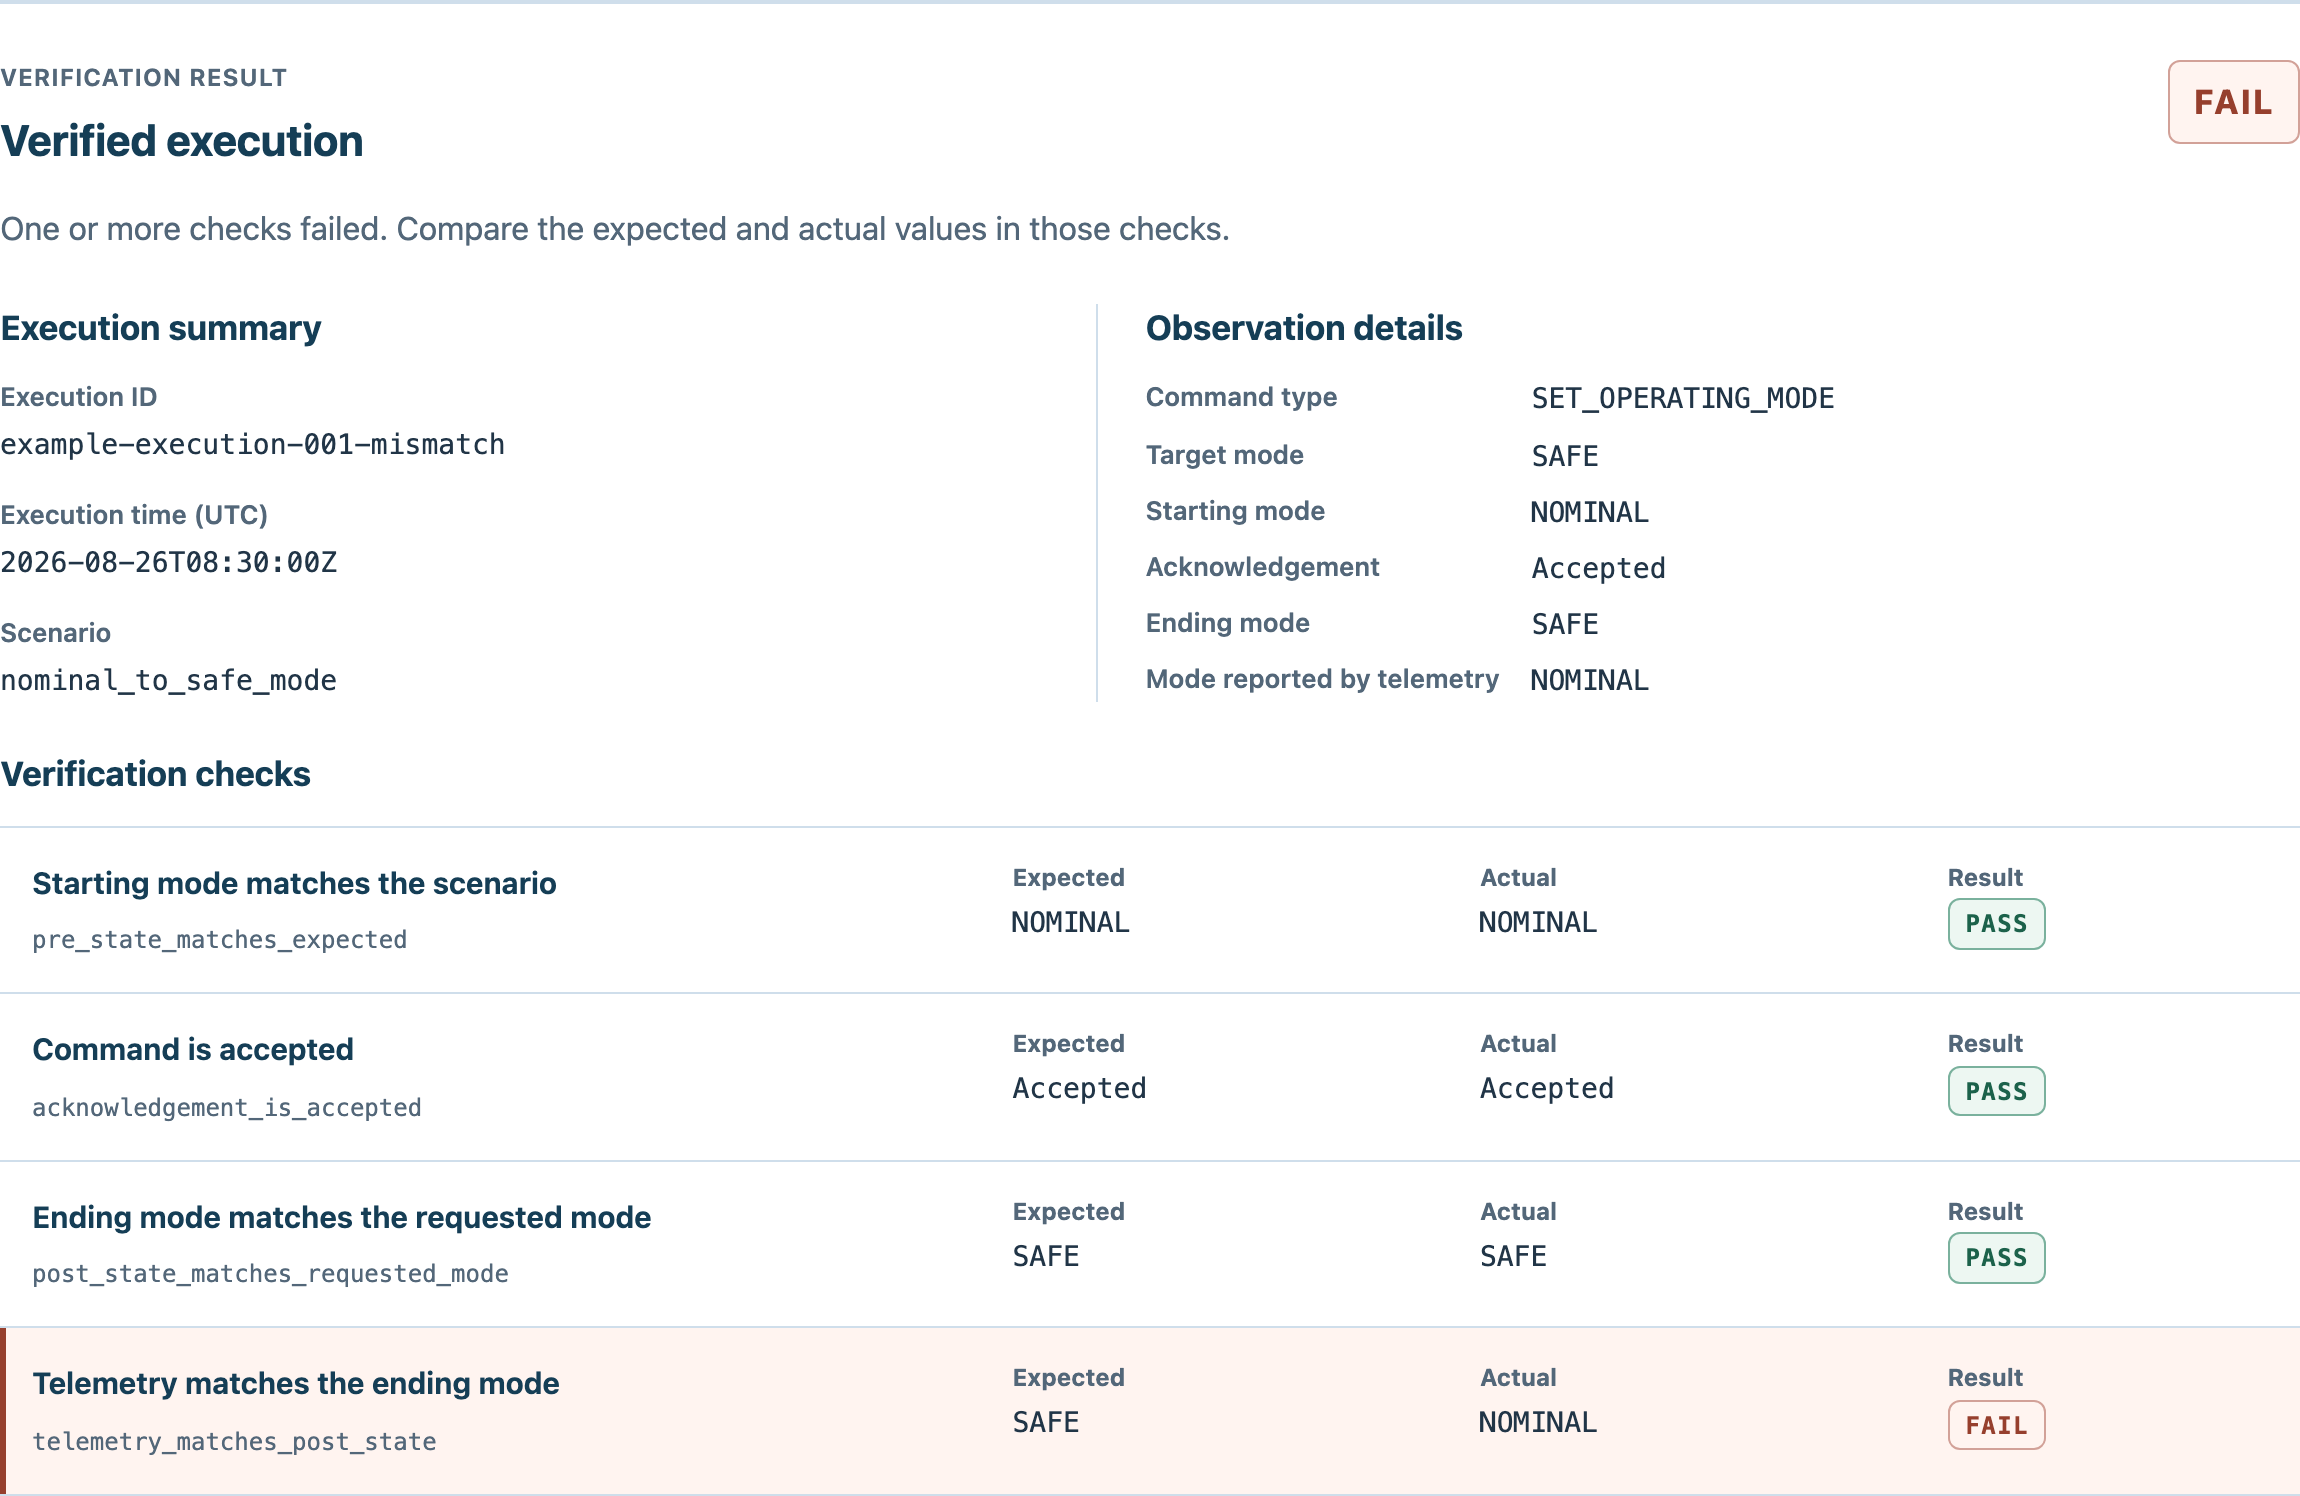 VERIFICATION RESULT
Verified execution
FAIL
One or more checks failed. Compare the expected and actual values in those checks.
Execution summary
Execution ID
example-execution-001-mismatch
Execution time (UTC)
2026-08-26T08:30:00Z
Scenario
nominal_to_safe_mode
Observation details
Command type SET_OPERATING_MODE
Target mode SAFE
Starting mode NOMINAL
Acknowledgement Accepted
Ending mode SAFE
Mode reported by telemetry NOMINAL
Verification checks
Starting mode matches the scenario
pre_state_matches_expected
Expected
NOMINAL
Actual
NOMINAL
Result
PASS
Command is accepted
acknowledgement_is_accepted
Expected
Accepted
Actual
Accepted
Result
PASS
Ending mode matches the requested mode
post_state_matches_requested_mode
Expected
SAFE
Actual
SAFE
Result
PASS
Telemetry matches the ending mode
telemetry_matches_post_state
Expected
SAFE
Actual
NOMINAL
Result
FAIL